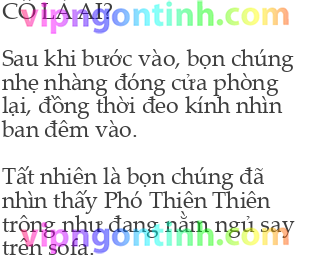 CÔ LÀ AI?
vipngontinh.com
Sau khi bước vào, bọn chúng
nhẹ nhàng đóng cửa phòng
lại, đồng thời đeo kính nhìn
ban đêm vào.
Tất nhiên là bọn chúng đã
nhìn thấy Phó Thiên Thiên
trông như đang nằm ngủ say
vipngontinh.com
trên sofa.